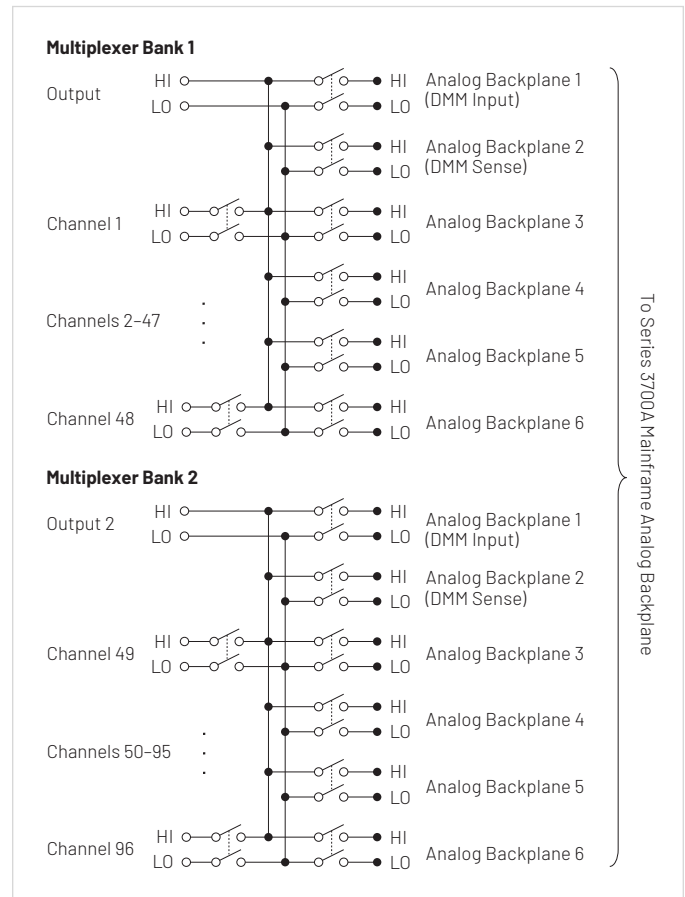 Multiplexer Bank 1
Output
HI
LO
HI
LO
Analog Backplane 1
(DMM Input)
HI
LO
Analog Backplane 2
(DMM Sense)
Channel 1
HI
LO
HI
LO
Analog Backplane 3
HI
LO
Analog Backplane 4
Channels 2–47
HI
LO
Analog Backplane 5
Channel 48
HI
LO
HI
LO
Analog Backplane 6
Multiplexer Bank 2
Output 2
HI
LO
HI
LO
Analog Backplane 1
(DMM Input)
HI
LO
Analog Backplane 2
(DMM Sense)
Channel 49
HI
LO
HI
LO
Analog Backplane 3
HI
LO
Analog Backplane 4
Channels 50–95
HI
LO
Analog Backplane 5
Channel 96
HI
LO
HI
LO
Analog Backplane 6
To Series 3700A Mainframe Analog Backplane